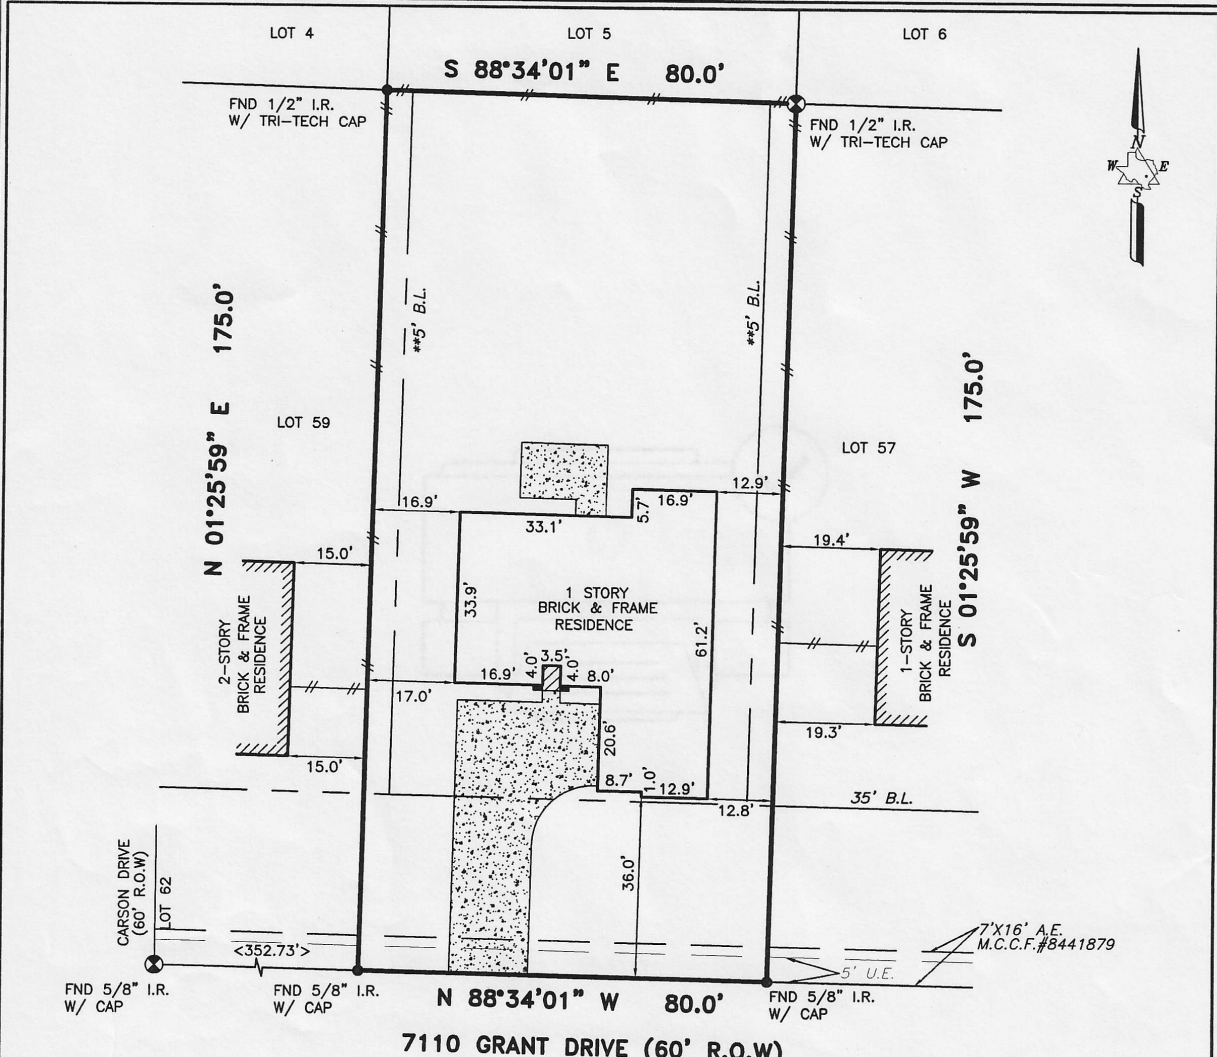 LOT 4
LOT 5
LOT 6
S 88°34'01" E 80.0'
FND 1/2" I.R.
W/ TRI-TECH CAP
FND 1/2" I.R.
W/ TRI-TECH CAP
N
W E
S
**5' B.L.
**5' B.L.
N 01°25'59" E 175.0'
S 01°25'59" W 175.0'
LOT 59
LOT 57
16.9'
33.1'
5.7'
16.9'
12.9'
15.0'
19.4'
33.9'
1 STORY
BRICK & FRAME
RESIDENCE
61.2'
2-STORY
BRICK & FRAME
RESIDENCE
1-STORY
BRICK & FRAME
RESIDENCE
3.5'
4.0'
4.0'
16.9'
8.0'
17.0'
20.6'
19.3'
15.0'
8.7'
1.0'
12.9'
12.8'
35' B.L.
36.0'
CARSON DRIVE
(60' R.O.W)
LOT 62
<352.73'>
7'X16' A.E.
M.C.C.F.#8441879
5' U.E.
FND 5/8" I.R.
W/ CAP
FND 5/8" I.R.
W/ CAP
N 88°34'01" W 80.0'
FND 5/8" I.R.
W/ CAP
7110 GRANT DRIVE (60' R.O.W)